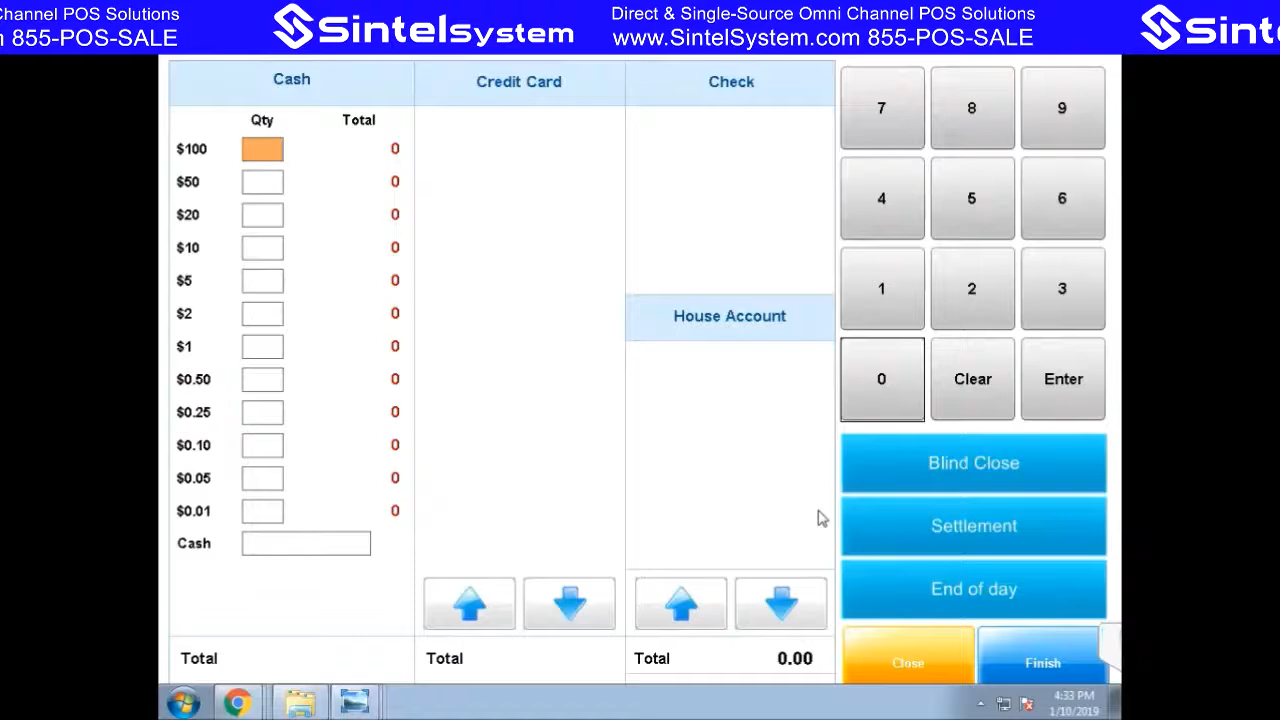 Channel POS Solutions
855-POS-SALE
Sintelsystem
Direct & Single-Source Omni Channel POS Solutions
www.SintelSystem.com 855-POS-SALE
Sint
Cash
Credit Card
Check
Qty Total
$100 0
$50 0
$20 0
$10 0
$5 0
$2 0
$1 0
$0.50 0
$0.25 0
$0.10 0
$0.05 0
$0.01 0
Cash
House Account
7 8 9
4 5 6
1 2 3
0 Clear Enter
Blind Close
Settlement
End of day
Close Finish
Total
Total
Total 0.00
4:33 PM
1/10/2019